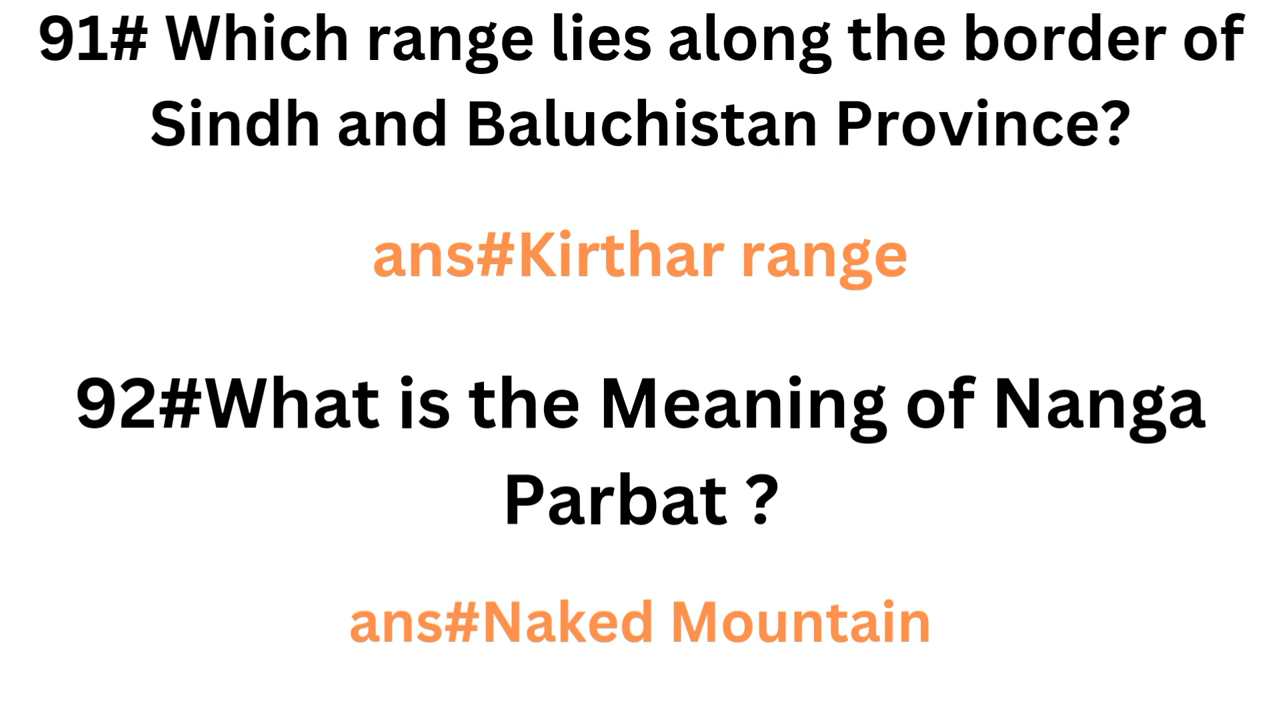 91# Which range lies along the border of
Sindh and Baluchistan Province?
ans#Kirthar range
92#What is the Meaning of Nanga
Parbat ?
ans#Naked Mountain